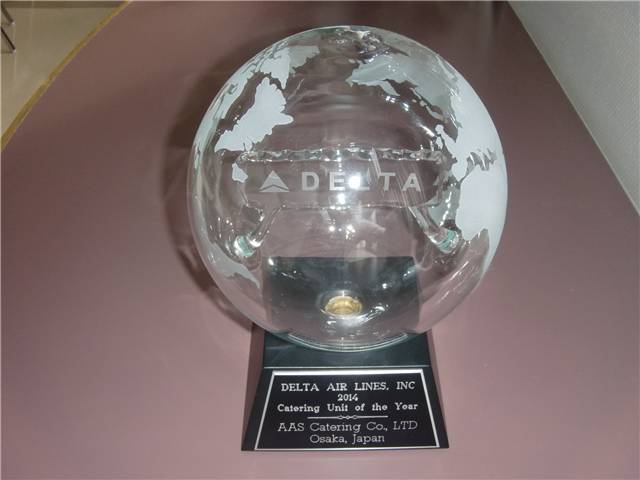 DELTA
DELTA AIR LINES, INC
2014
Catering Unit of the Year
AAS Catering Co., LTD
Osaka, Japan